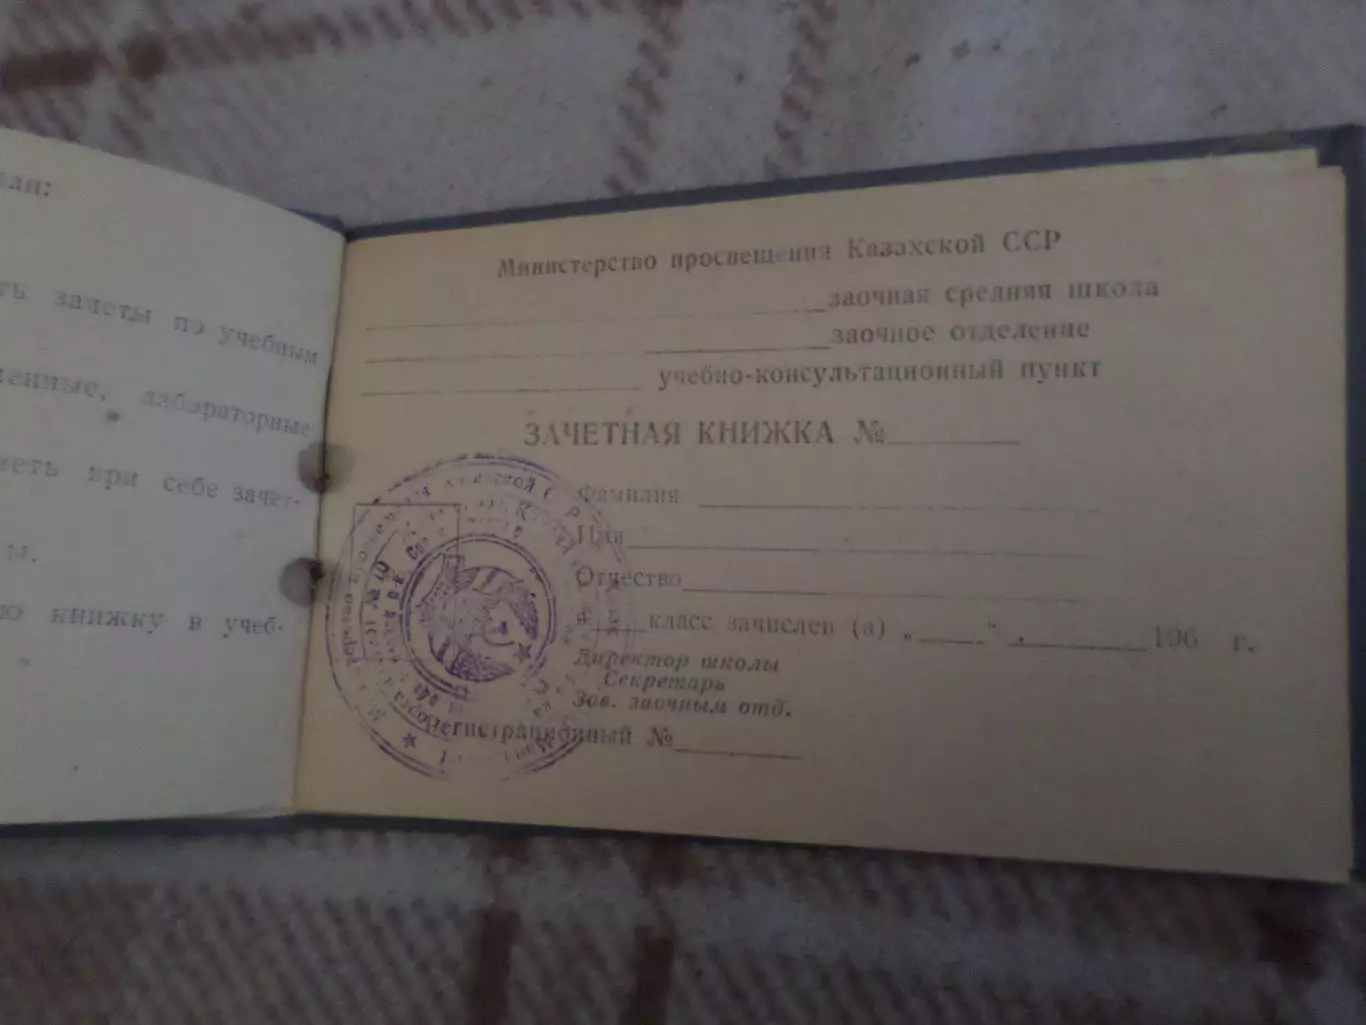 ть зачеты по учебным
лабораторные
меть при себе зачет-
книжку в учеб-
Министерство просвещения Казахской ССР
заочная средняя школа
заочное отделение
учебно-консультационный пункт
ЗАЧЕТНАЯ КНИЖКА №
Фамилия
Имя
Отчество
класс зачислен (а) „ “ 196 г.
Директор школы
Секретарь
Зав. заочным отд.
Регистрационный №